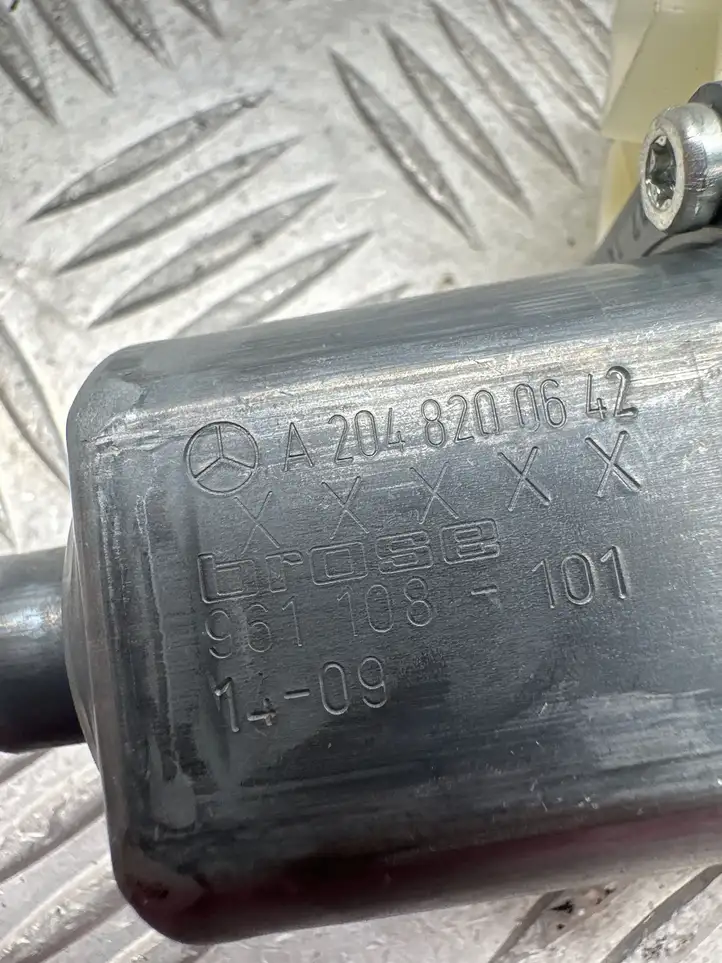 A 204 820 06 42
X X X X X
brose
961 108 - 101
14-09